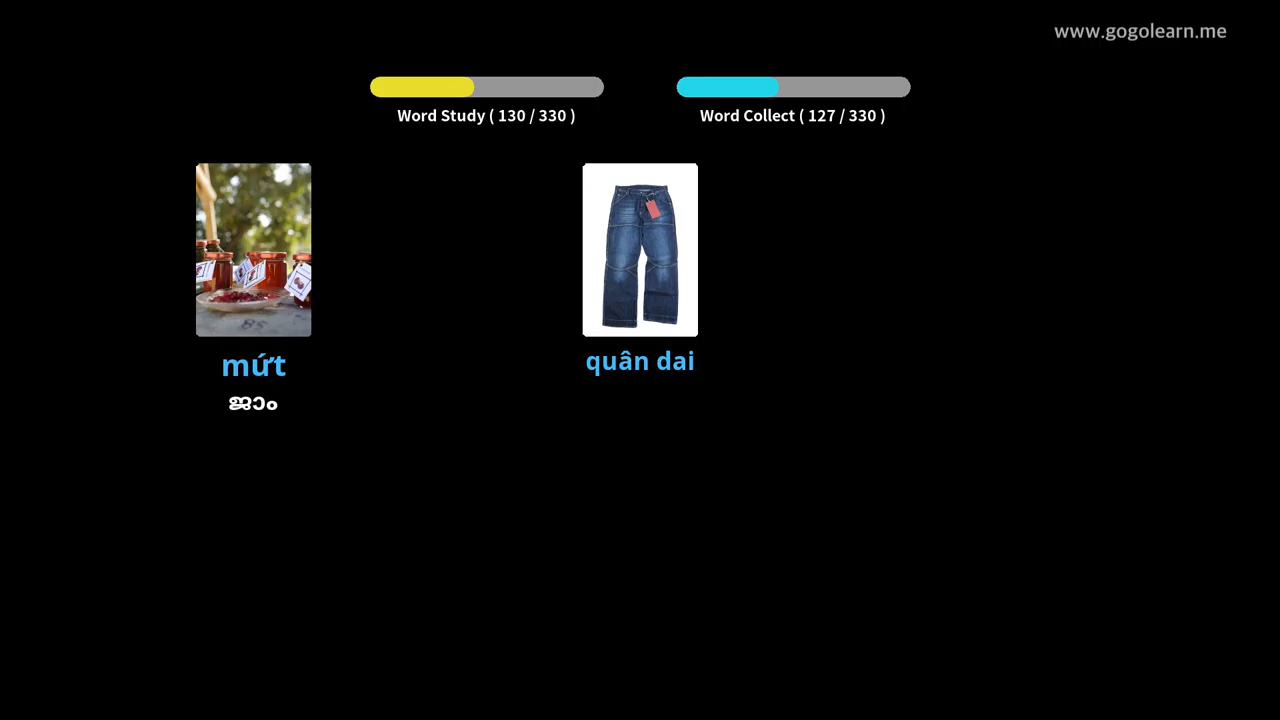 www.gogolearn.me
Word Study ( 130 / 330 )
Word Collect ( 127 / 330 )
mứt
ജാം
quân dai